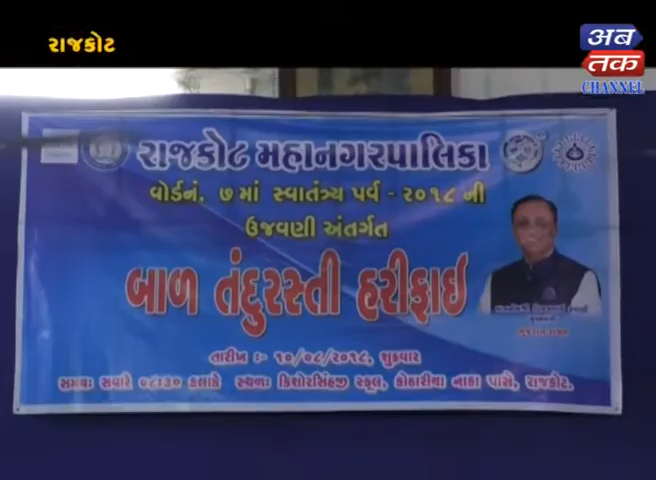 રાજકોટ
અબ
તક
CHANNEL
રાજકોટ મહાનગરપાલિકા
વોર્ડનં. ૭ માં સ્વાતંત્ર્ય પર્વ - ૨૦૧૮ ની
ઉજવણી અંતર્ગત
બાળ તંદુરસ્તી હરીફાઇ
તારીખ :- ૧૦/૦૮/૨૦૧૮, શુક્રવાર
સમય: સવારે ૦૮:૩૦ કલાકે સ્થળ: કિશોરસિંહજી સ્કૂલ, કોઠારીયા નાકા પાસે, રાજકોટ.